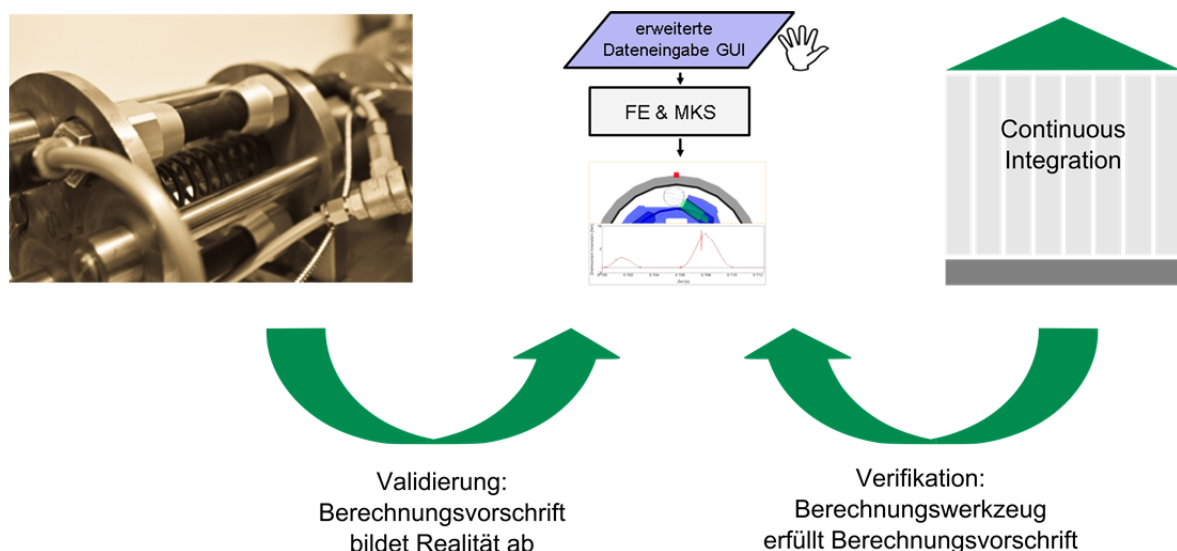 erweiterte
Dateneingabe GUI
FE & MKS
Continuous
Integration
Validierung:
Berechnungsvorschrift
bildet Realität ab
Verifikation:
Berechnungswerkzeug
erfüllt Berechnungsvorschrift